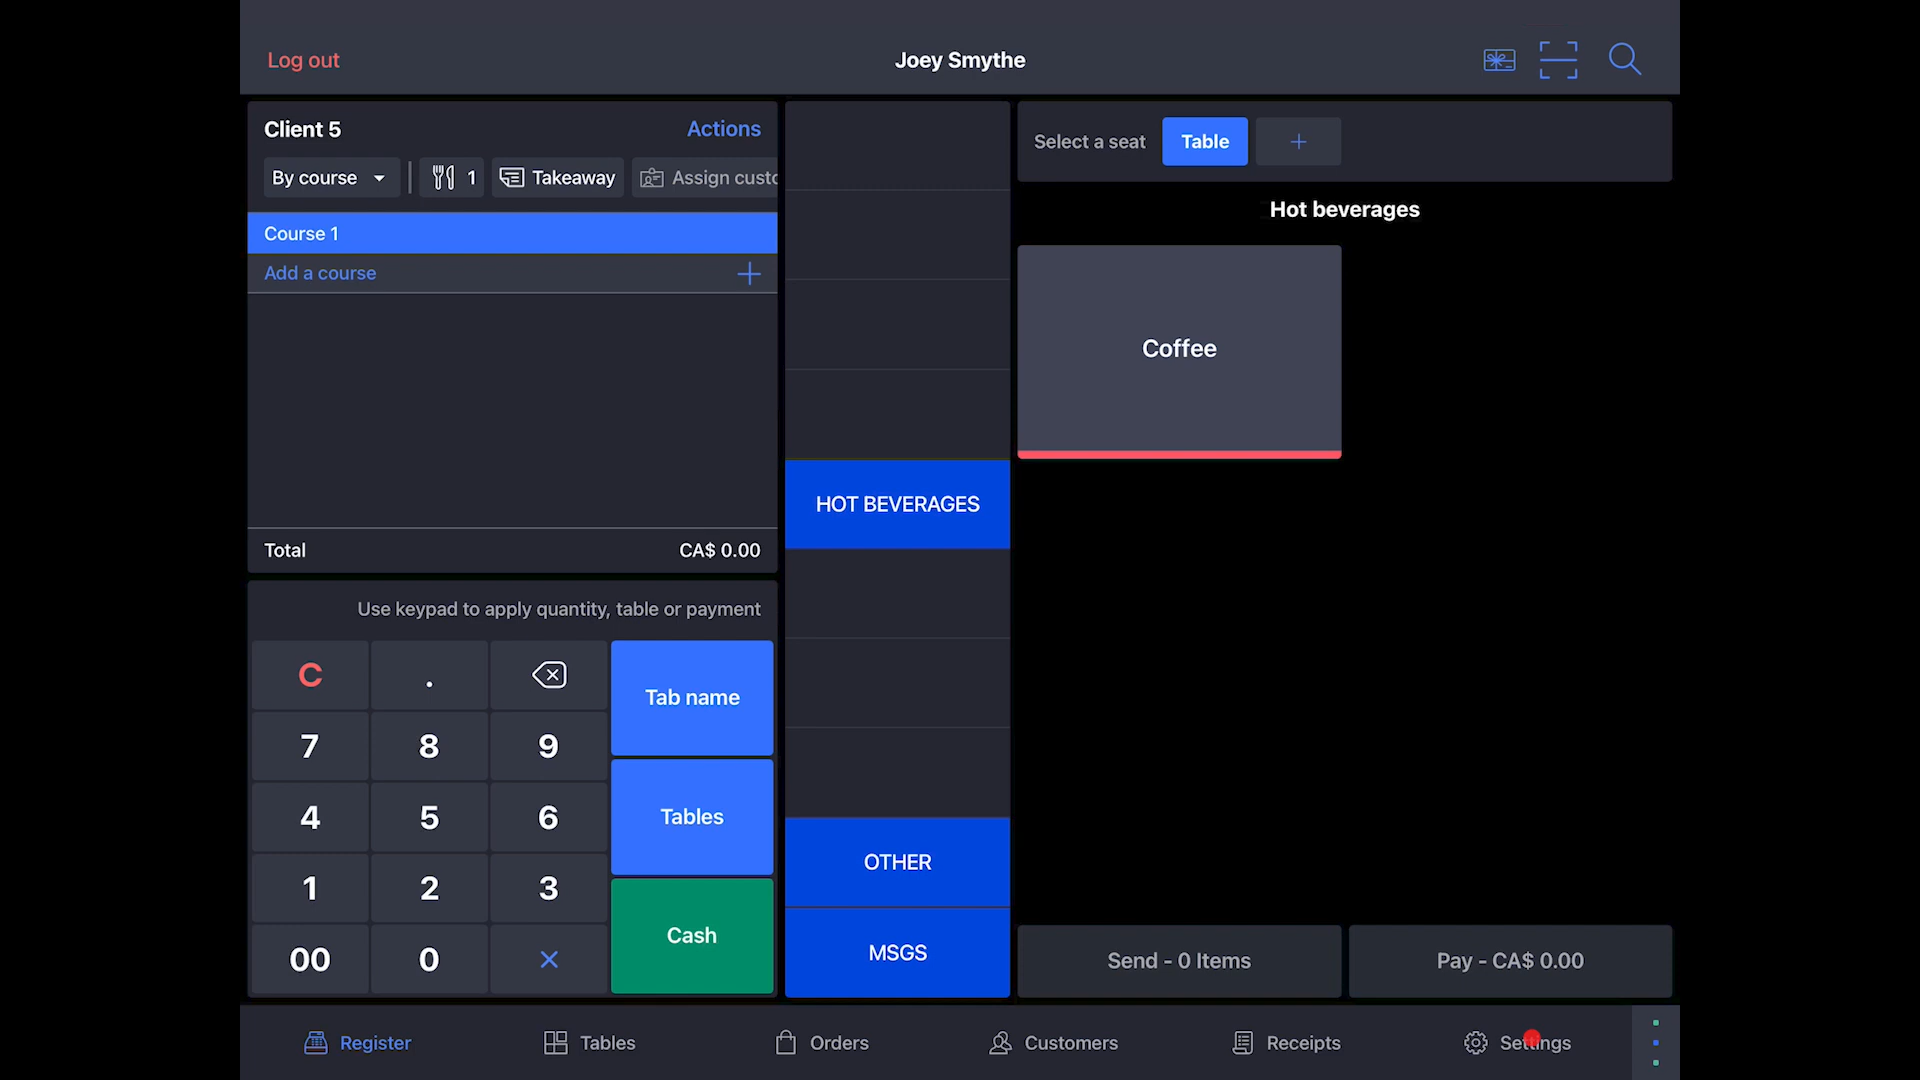 Log out
Joey Smythe
Client 5
Actions
By course
1
Takeaway
Assign custo
Course 1
Add a course
Total
CA$ 0.00
Use keypad to apply quantity, table or payment
C
.
7
8
9
4
5
6
1
2
3
00
0
×
Tab name
Tables
Cash
HOT BEVERAGES
OTHER
MSGS
Select a seat
Table
+
Hot beverages
Coffee
Send - 0 Items
Pay - CA$ 0.00
Register
Tables
Orders
Customers
Receipts
Settings